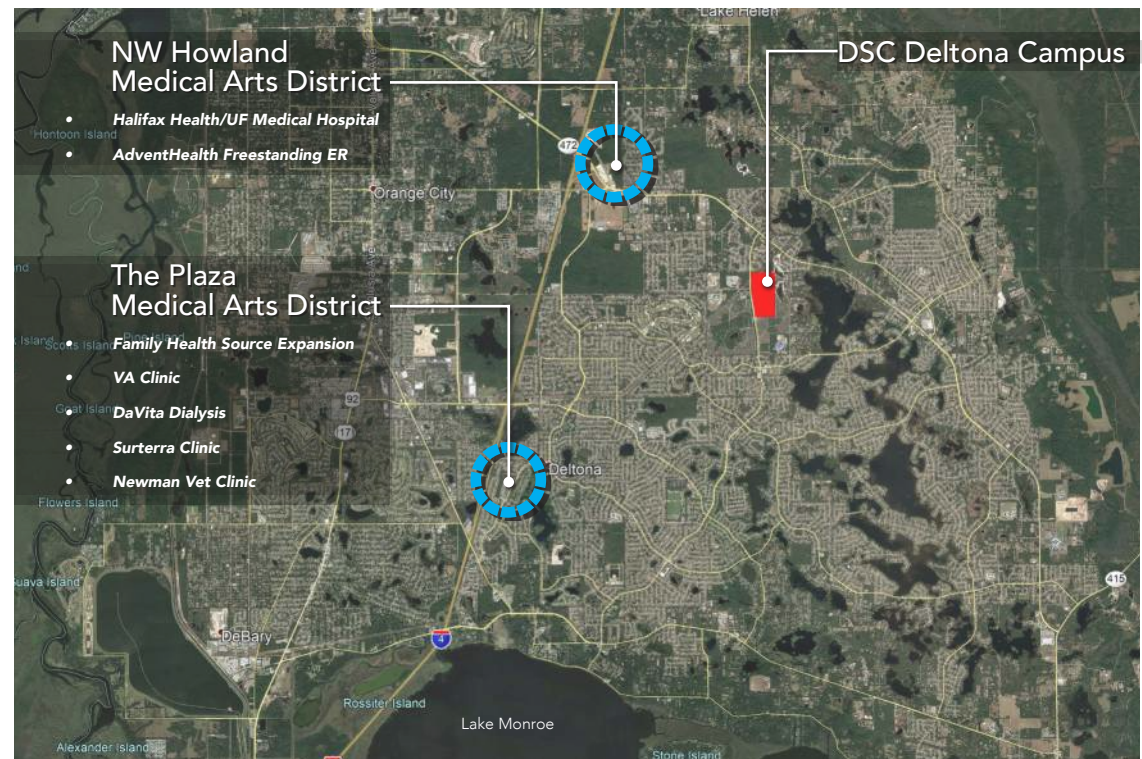 Lake Helen
NW Howland
Medical Arts District
DSC Deltona Campus
• Halifax Health/UF Medical Hospital
• AdventHealth Freestanding ER
Hontoon Island
472
Orange City
The Plaza
Medical Arts District
• Family Health Source Expansion
• VA Clinic
• DaVita Dialysis
• Surterra Clinic
• Newman Vet Clinic
Goat Island
92
17
Deltona
Flowers Island
415
DeBary
4
Rossiter Island
Lake Monroe
Alexander Island
Stone Island